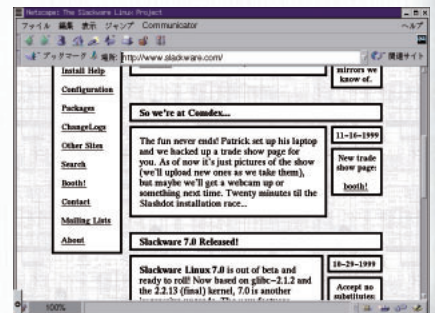 Netscape: The Slackware Linux Project
ファイル 編集 表示 ジャンプ Communicator ヘルプ
ブックマーク 場所: http://www.slackware.com/ 関連サイト
Install Help
Configuration
Packages
ChangeLogs
Other Sites
Search
Booth!
Contact
Mailing Lists
About
So we're at Comdex...
The fun never ends! Patrick set up his laptop
and we hacked up a trade show page for
you. As of now it's just pictures of the show
(we'll upload new ones as we take them),
but maybe we'll get a webcam up or
something next time. Twenty minutes til the
Slashdot installation race...
Slackware 7.0 Released!
Slackware Linux 7.0 is out of beta and
ready to roll! Now based on glibc-2.1.2 and
the 2.2.13 (final) kernel, 7.0 is another
mirrors we
know of.
11-16-1999
New trade
show page:
booth!
10-29-1999
Accept no
substitutes:
100%